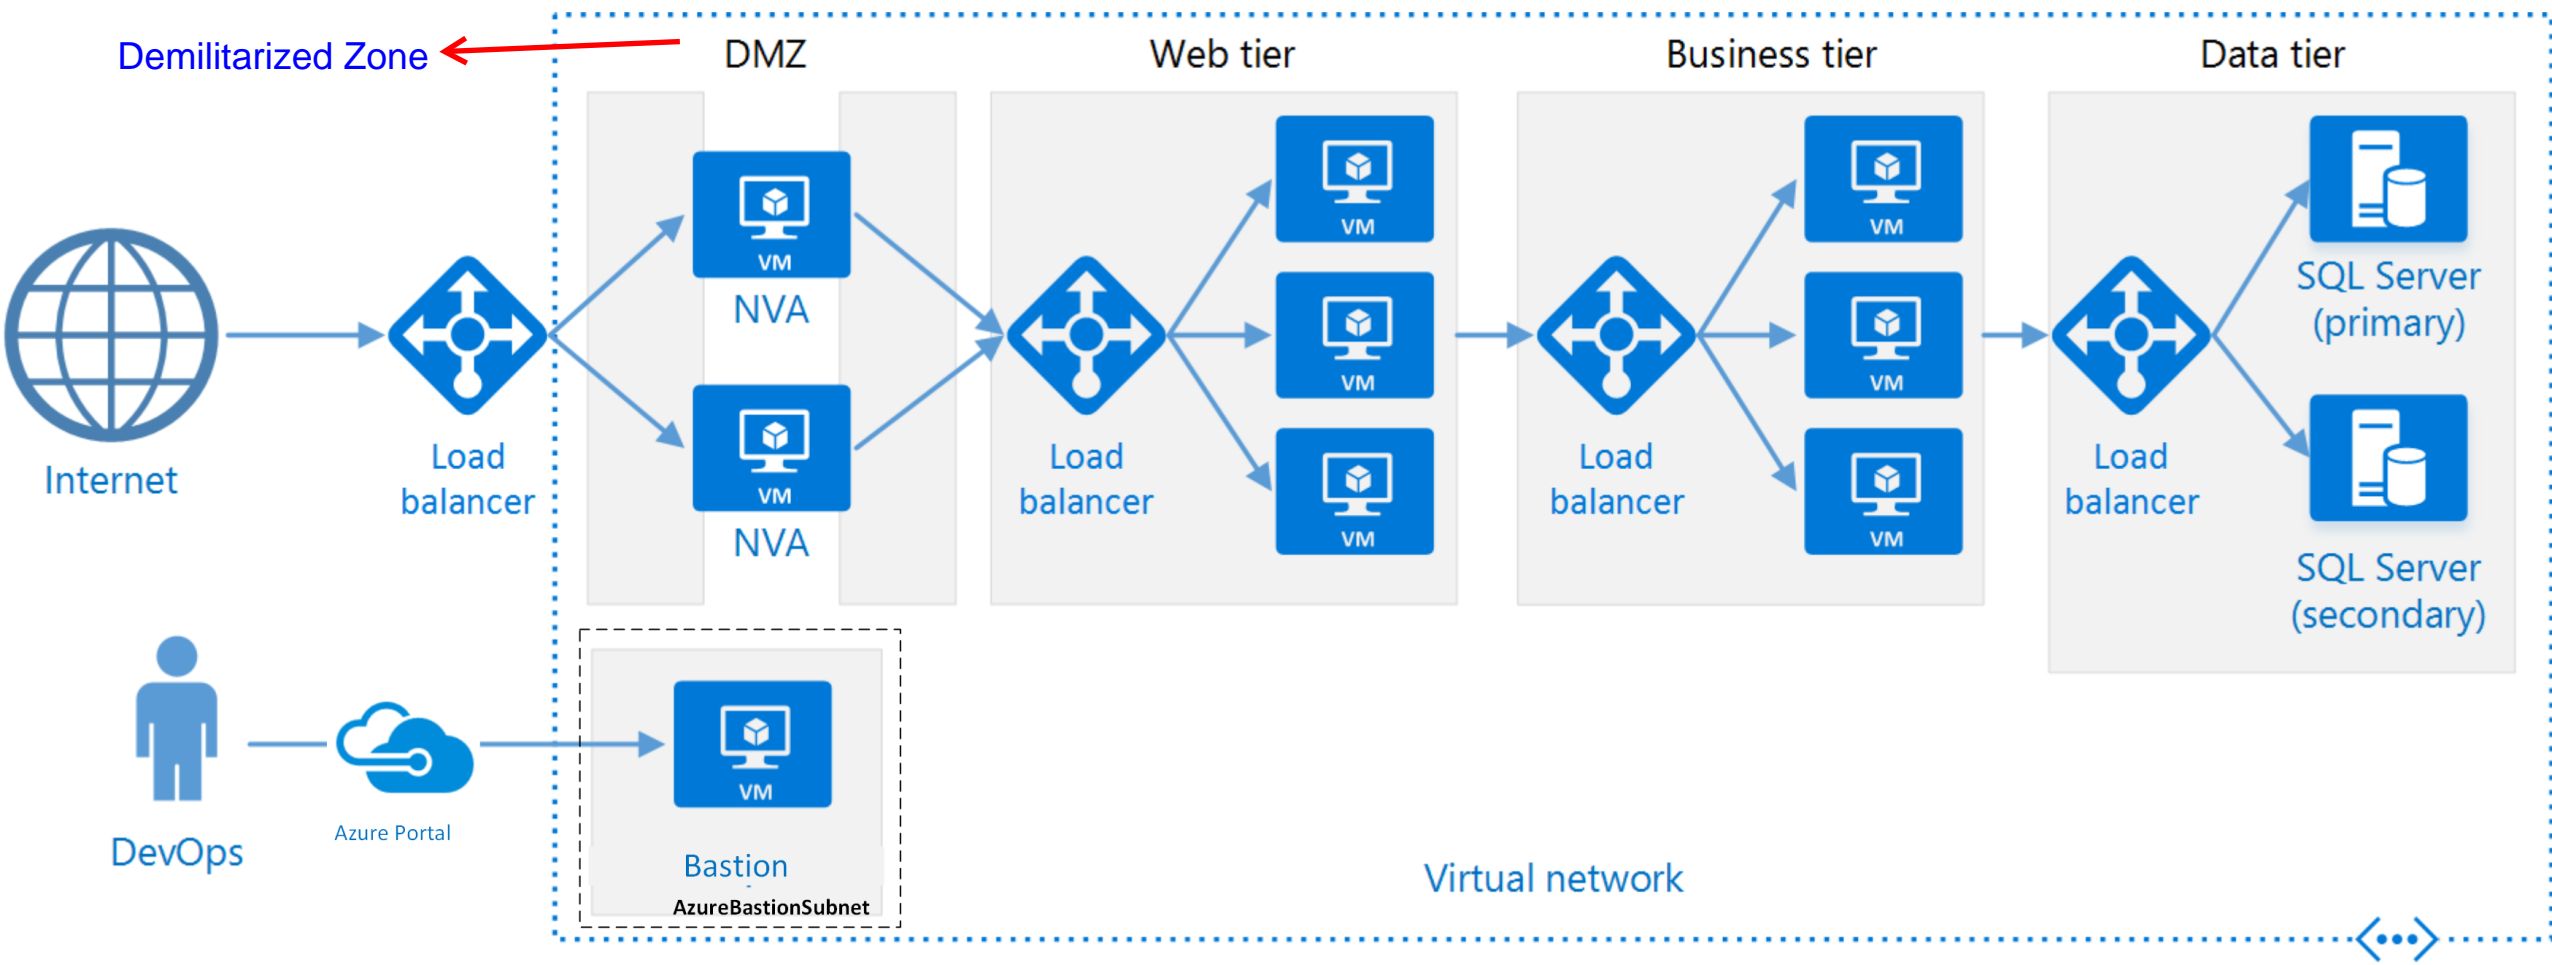 Demilitarized Zone
DMZ
Web tier
Business tier
Data tier
VM
NVA
VM
NVA
VM
VM
VM
VM
VM
VM
SQL Server
(primary)
SQL Server
(secondary)
Internet
Load
balancer
Load
balancer
Load
balancer
Load
balancer
DevOps
Azure Portal
VM
Bastion
AzureBastionSubnet
Virtual network